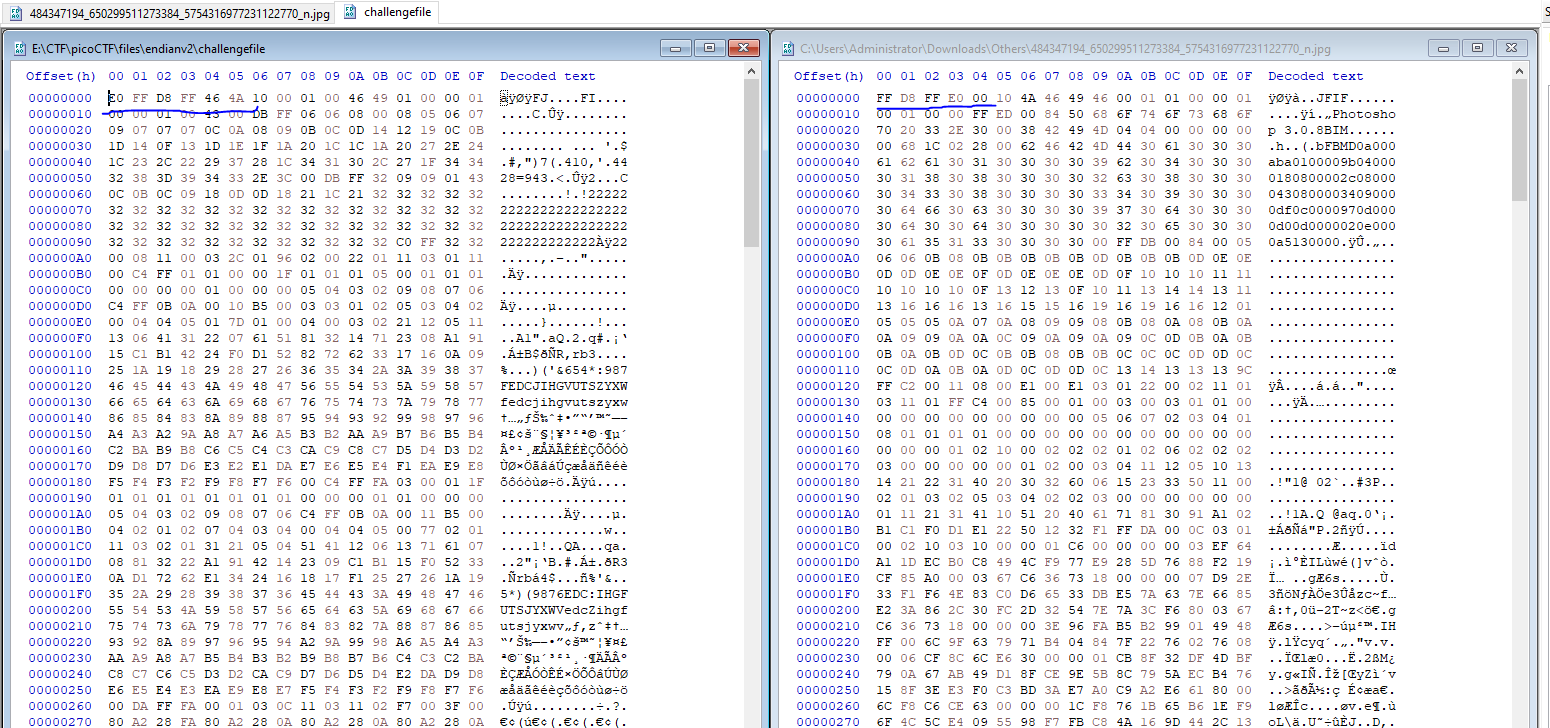 484347194_650299511273384_5754316977231122770_n.jpg
challengefile
E:\CTF\picoCTF\files\endianv2\challengefile
Offset(h) 00 01 02 03 04 05 06 07 08 09 0A 0B 0C 0D 0E 0F Decoded text
00000000 E0 FF D8 FF 46 4A 10 00 01 00 46 49 01 00 00 01 àÿØÿFJ....FI....
00000010 00 00 01 00 43 00 DB FF 06 06 08 00 08 05 06 07 ....C.Ûÿ........
00000020 09 07 07 07 0C 0A 08 09 0B 0C 0D 14 12 19 0C 0B ................
00000030 1D 14 0F 13 1D 1E 1F 1A 20 1C 1C 1A 20 27 2E 24 ........ ... '.$
00000040 1C 23 2C 22 29 37 28 1C 34 31 30 2C 27 1F 34 34 .#,")7(.410,'.44
00000050 32 38 3D 39 34 33 2E 3C 00 DB FF 32 09 09 01 43 28=943.<.Ûÿ2...C
00000060 0C 0B 0C 09 18 0D 0D 18 21 1C 21 32 32 32 32 32 ........!.!22222
00000070 32 32 32 32 32 32 32 32 32 32 32 32 32 32 32 32 2222222222222222
00000080 32 32 32 32 32 32 32 32 32 32 32 32 32 32 32 32 2222222222222222
00000090 32 32 32 32 32 32 32 32 32 32 32 32 C0 FF 32 32 222222222222Àÿ22
000000A0 00 08 11 00 03 2C 01 96 02 00 22 01 11 03 01 11 .....,.–..".....
000000B0 00 C4 FF 01 01 00 00 1F 01 01 01 05 00 01 01 01 .Äÿ.............
000000C0 00 00 00 00 01 00 00 00 05 04 03 02 09 08 07 06 ................
000000D0 C4 FF 0B 0A 00 10 B5 00 03 03 01 02 05 03 04 02 Äÿ....µ.........
000000E0 00 04 04 05 01 7D 01 00 04 00 03 02 21 12 05 11 .....}......!...
000000F0 13 06 41 31 22 07 61 51 81 32 14 71 23 08 A1 91 ..A1".aQ.2.q#.¡‘
00000100 15 C1 B1 42 24 F0 D1 52 82 72 62 33 17 16 0A 09 .Á±B$ðÑR‚rb3....
00000110 25 1A 19 18 29 28 27 26 36 35 34 2A 3A 39 38 37 %...)('&654*:987
00000120 46 45 44 43 4A 49 48 47 56 55 54 53 5A 59 58 57 FEDCJIHGVUTSZYXW
00000130 66 65 64 63 6A 69 68 67 76 75 74 73 7A 79 78 77 fedcjihgvutszyxw
00000140 86 85 84 83 8A 89 88 87 95 94 93 92 99 98 97 96 †…„ƒŠ‰ˆ‡•”“’™˜—–
00000150 A4 A3 A2 9A A8 A7 A6 A5 B3 B2 AA A9 B7 B6 B5 B4 ¤£¢š¨§¦¥³²ª©·¶µ´
00000160 C2 BA B9 B8 C6 C5 C4 C3 CA C9 C8 C7 D5 D4 D3 D2 Âº¹¸ÆÅÄÃÊÉÈÇÕÔÓÒ
00000170 D9 D8 D7 D6 E3 E2 E1 DA E7 E6 E5 E4 F1 EA E9 E8 ÙØ×ÖãâáÚçæåäñêéè
00000180 F5 F4 F3 F2 F9 F8 F7 F6 00 C4 FF FA 03 00 01 1F õôóòùø÷ö.Äÿú....
00000190 01 01 01 01 01 01 01 01 00 00 00 01 01 00 00 00 ................
000001A0 05 04 03 02 09 08 07 06 C4 FF 0B 0A 00 11 B5 00 ........Äÿ....µ.
000001B0 04 02 01 02 07 04 03 04 00 04 04 05 00 77 02 01 .............w..
000001C0 11 03 02 01 31 21 05 04 51 41 12 06 13 71 61 07 ....1!..QA...qa.
000001D0 08 81 32 22 A1 91 42 14 23 09 C1 B1 15 F0 52 33 ..2"¡‘B.#.Á±.ðR3
000001E0 0A D1 72 62 E1 34 24 16 18 17 F1 25 27 26 1A 19 .Ñrbá4$...ñ%'&..
000001F0 35 2A 29 28 39 38 37 36 45 44 43 3A 49 48 47 46 5*)(9876EDC:IHGF
00000200 55 54 53 4A 59 58 57 56 65 64 63 5A 69 68 67 66 UTSJYXWVedcZihgf
00000210 75 74 73 6A 79 78 77 76 84 83 82 7A 88 87 86 85 utsjyxwv„ƒ‚zˆ‡†…
00000220 93 92 8A 89 97 96 95 94 A2 9A 99 98 A6 A5 A4 A3 “’Š‰—–•”¢š™˜¦¥¤£
00000230 AA A9 A8 A7 B5 B4 B3 B2 B9 B8 B7 B6 C4 C3 C2 BA ª©¨§µ´³²¹¸·¶ÄÃÂº
00000240 C8 C7 C6 C5 D3 D2 CA C9 D7 D6 D5 D4 E2 DA D9 D8 ÈÇÆÅÓÒÊÉ×ÖÕÔâÚÙØ
00000250 E6 E5 E4 E3 EA E9 E8 E7 F5 F4 F3 F2 F9 F8 F7 F6 æåäãêéèçõôóòùø÷ö
00000260 00 DA FF FA 00 01 03 0C 11 03 11 02 F7 00 3F 00 .Úÿú........÷.?.
00000270 80 A2 28 FA 80 A2 28 0A 80 A2 28 0A 80 A2 28 0A €¢(ú€¢(.€¢(.€¢(.
C:\Users\Administrator\Downloads\Others\484347194_650299511273384_5754316977231122770_n.jpg
Offset(h) 00 01 02 03 04 05 06 07 08 09 0A 0B 0C 0D 0E 0F Decoded text
00000000 FF D8 FF E0 00 10 4A 46 49 46 00 01 01 00 00 01 ÿØÿà..JFIF......
00000010 00 01 00 00 FF ED 00 84 50 68 6F 74 6F 73 68 6F ....ÿí.„Photosho
00000020 70 20 33 2E 30 00 38 42 49 4D 04 04 00 00 00 00 p 3.0.8BIM......
00000030 00 68 1C 02 28 00 62 46 42 4D 44 30 61 30 30 30 .h..(.bFBMD0a000
00000040 61 62 61 30 31 30 30 30 30 39 62 30 34 30 30 30 aba0100009b04000
00000050 30 31 38 30 38 30 30 30 30 32 63 30 38 30 30 30 0180800002c08000
00000060 30 34 33 30 38 30 30 30 30 33 34 30 39 30 30 30 0430800003409000
00000070 30 64 66 30 63 30 30 30 30 39 37 30 64 30 30 30 0df0c0000970d000
00000080 30 64 30 30 64 30 30 30 30 32 30 65 30 30 30 30 0d00d0000020e000
00000090 30 61 35 31 33 30 30 30 30 00 FF DB 00 84 00 05 0a5130000.ÿÛ.„..
000000A0 06 06 0B 08 0B 0B 0B 0B 0B 0D 0B 0B 0B 0D 0E 0E ................
000000B0 0D 0D 0E 0E 0F 0D 0E 0E 0E 0D 0F 10 10 10 11 11 ................
000000C0 10 10 10 10 0F 13 12 13 0F 10 11 13 14 14 13 11 ................
000000D0 13 16 16 16 13 16 15 15 16 19 16 19 16 16 12 01 ................
000000E0 05 05 05 0A 07 0A 08 09 09 08 0B 08 0A 08 0B 0A ................
000000F0 0A 09 09 0A 0A 0C 09 0A 09 0A 09 0C 0D 0B 0A 0B ................
00000100 0B 0A 0B 0D 0C 0B 08 0B 0B 08 0C 0C 0C 0D 0D 0C ................
00000110 0C 0D 0A 0B 0A 0D 0C 0D 0D 0C 13 14 13 13 13 9C ...............œ
00000120 FF C2 00 11 08 00 E1 00 E1 03 01 22 00 02 11 01 ÿÂ....á.á.."....
00000130 03 11 01 FF C4 00 85 00 01 00 03 00 03 01 01 00 ...ÿÄ.….........
00000140 00 00 00 00 00 00 00 00 00 05 06 07 02 03 04 01 ................
00000150 08 01 01 01 01 00 00 00 00 00 00 00 00 00 00 00 ................
00000160 00 00 01 02 10 00 00 02 02 01 02 06 02 02 02 ................
00000170 03 00 00 00 00 00 01 02 00 03 04 11 12 05 10 13 ................
00000180 14 21 22 31 40 20 30 32 60 06 15 23 33 50 11 00 .!"1@ 02`..#3P..
00000190 02 01 03 02 05 03 04 02 02 03 00 00 00 00 00 00 ................
000001A0 01 11 21 31 41 10 51 20 40 61 71 81 30 91 A1 02 ..!1A.Q @aq.0‘¡.
000001B0 B1 C1 F0 D1 E1 22 50 12 32 F1 FF DA 00 0C 03 01 ±ÁðÑá"P.2ñÿÚ....
000001C0 00 02 10 03 10 00 00 01 C6 00 00 00 00 03 EF 64 ........Æ.....ïd
000001D0 A1 1D EC B0 C8 49 4C F9 77 E9 28 5D 76 88 F2 19 ¡.ì°ÈILùwé(]vˆò.
000001E0 CF 85 A0 00 03 67 C6 36 73 18 00 00 00 07 D9 2E Ï… ..gÆ6s.....Ù.
000001F0 33 F1 F6 4E 83 C0 D6 65 33 DB E5 7A 63 7E 66 85 3ñöNƒÀÖe3Ûåzc~f…
00000200 E2 3A 86 2C 30 FC 2D 32 54 7E 7A 3C F6 80 03 67 â:†,0ü-2T~z<ö€.g
00000210 C6 36 73 18 00 00 00 3E 96 FA B5 B2 99 01 49 48 Æ6s....>–úµ²™.IH
00000220 FF 00 6C 9F 63 79 71 B4 04 84 7F 22 76 02 76 08 ÿ.lŸcyq´.„."v.v.
00000230 00 06 CF 8C 6C E6 30 00 00 01 CB 8F 32 DF 4D BF ..ÏŒlæ0...Ë.2ßM¿
00000240 79 0A 67 AB 49 D1 8F CE 9E 5B 8C 79 5A EC B4 76 y.g«IÑ.Îž[ŒyZì´v
00000250 15 8F 3E E3 F0 C3 BD 3A E7 A0 C9 A2 E6 61 80 00 ..>ãðÃ½:ç É¢æa€.
00000260 6C F8 C6 CE 63 00 00 00 1C F8 76 1B 65 B6 1E F9 løÆÎc....øv.e¶.ù
00000270 6F 4C 5C E4 09 55 98 F7 FB C8 4A 16 9D 44 2C 13